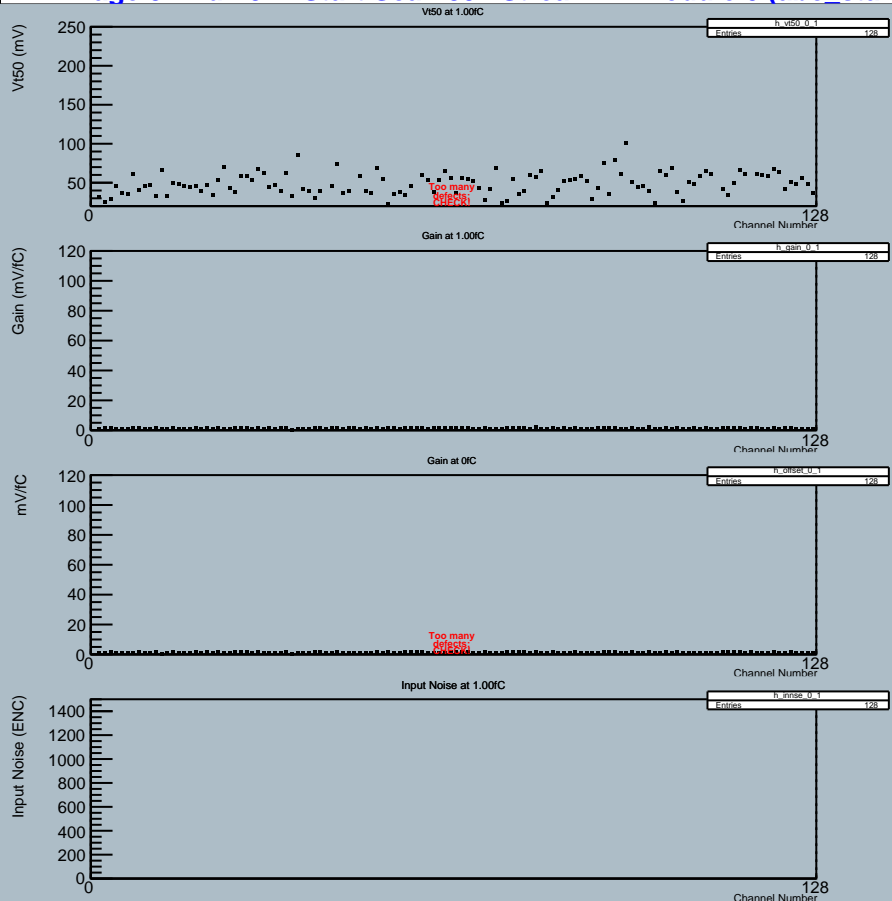 Vt50 at 1.00fC
h_vt50_0_1
Entries 128
Vt50 (mV)
250
200
150
100
50
Too many
defects:
CHECK!
0
128
Channel Number
Gain at 1.00fC
h_gain_0_1
Entries 128
Gain (mV/fC)
120
100
80
60
40
20
0
0
128
Channel Number
Gain at 0fC
h_offset_0_1
Entries 128
mV/fC
120
100
80
60
40
20
Too many
defects:
0
0
128
Channel Number
Input Noise at 1.00fC
h_innse_0_1
Entries 128
Input Noise (ENC)
1400
1200
1000
800
600
400
200
0
0
128
Channel Number